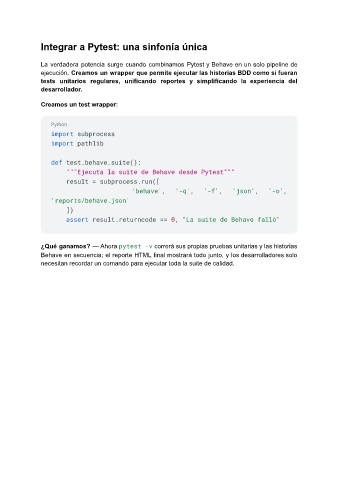 Integrar a Pytest: una sinfonía única
La verdadera potencia surge cuando combinamos Pytest y Behave en un solo pipeline de
ejecución. Creamos un wrapper que permite ejecutar las historias BDD como si fueran
tests unitarios regulares, unificando reportes y simplificando la experiencia del
desarrollador.
Creamos un test wrapper:
Python
import subprocess
import pathlib
def test_behave_suite():
"""Ejecuta la suite de Behave desde Pytest"""
result = subprocess.run([
'behave', '-q', '-f', 'json', '-o',
'reports/behave.json'
])
assert result.returncode == 0, "La suite de Behave falló"
¿Qué ganamos? — Ahora pytest -v correrá sus propias pruebas unitarias y las historias
Behave en secuencia; el reporte HTML final mostrará todo junto, y los desarrolladores solo
necesitan recordar un comando para ejecutar toda la suite de calidad.